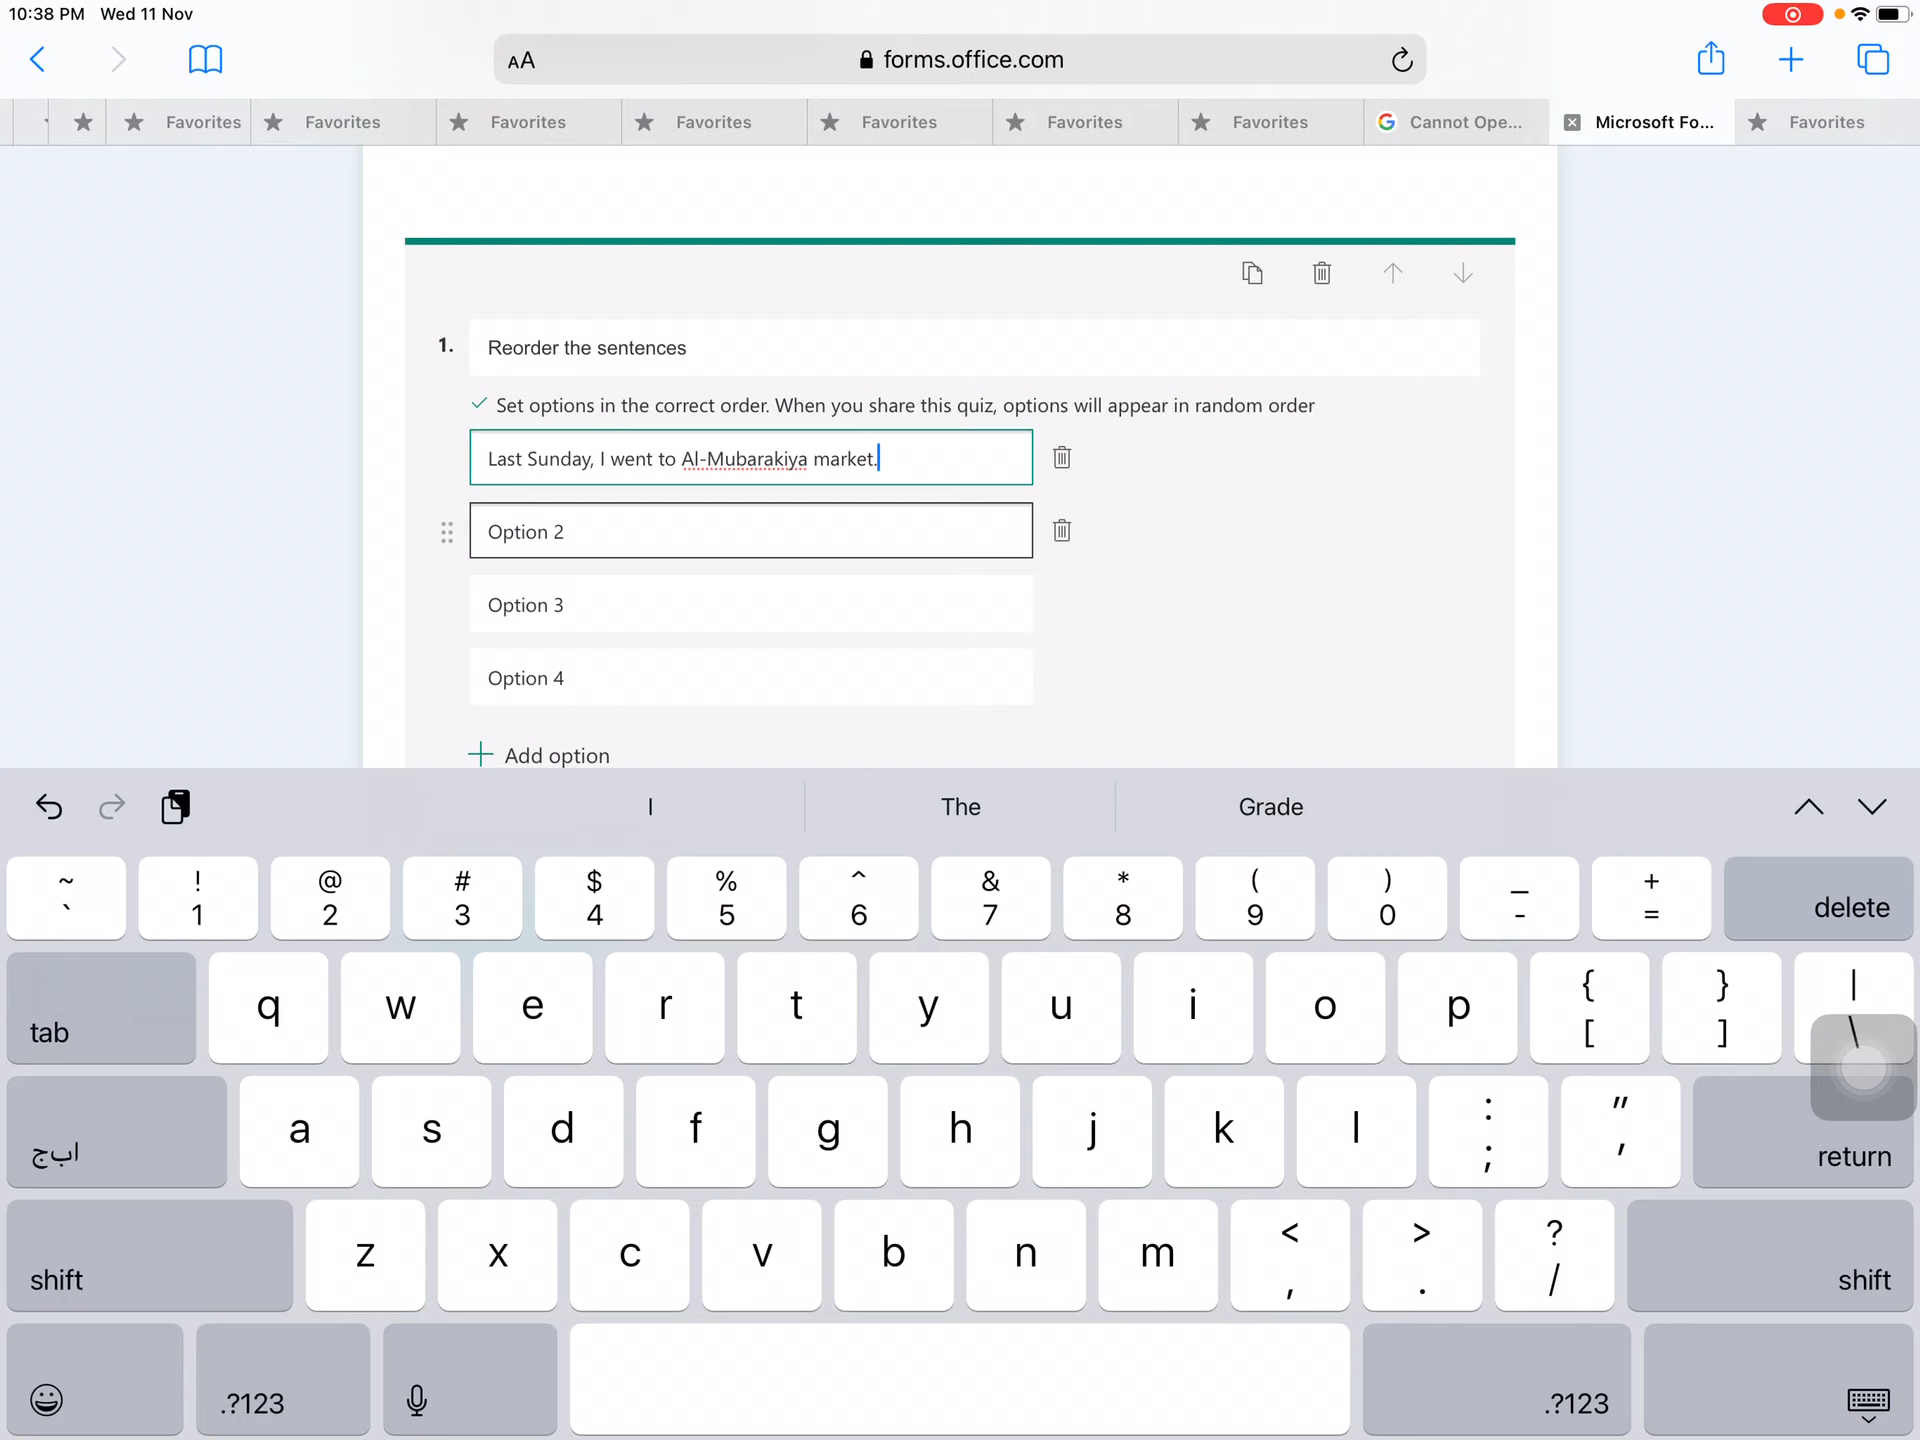 10:38 PM Wed 11 Nov
AA forms.office.com
Favorites Favorites Favorites Favorites Favorites Favorites Favorites Cannot Ope... Microsoft Fo... Favorites
1. Reorder the sentences
Set options in the correct order. When you share this quiz, options will appear in random order
Last Sunday, I went to Al-Mubarakiya market.
Option 2
Option 3
Option 4
+ Add option
I The Grade
~ ! @ # $ % ^ & * ( ) _ +
` 1 2 3 4 5 6 7 8 9 0 - = delete
tab q w e r t y u i o p { [ } ] | \
ابج a s d f g h j k l : ; " ' return
shift z x c v b n m < , > . ? / shift
.?123 .?123